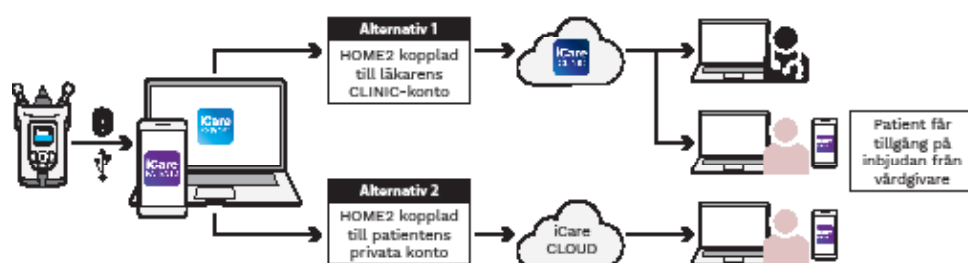 Alternativ 1
HOME2 kopplad
till läkarens
CLINIC-konto
iCare
CLINIC
iCare
iCare
PATIENT2
Patient får
tillgång på
inbjudan från
vårdgivare
Alternativ 2
HOME2 kopplad
till patientens
privata konto
iCare
CLOUD